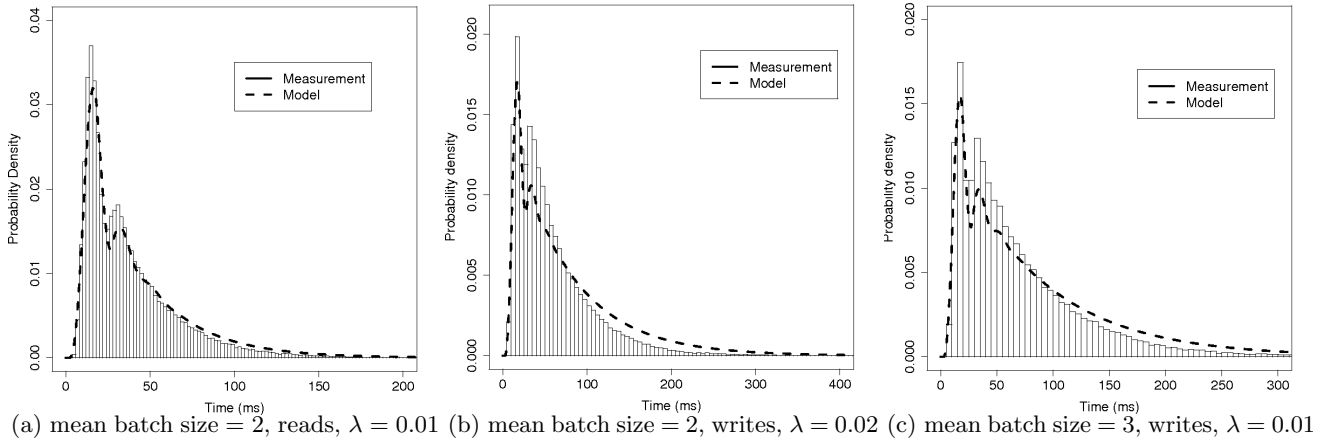 0.04
0.03
0.02
0.01
0.00
Probability Density
0 50 100 150 200
Time (ms)
Measurement
Model
0.020
0.015
0.010
0.005
0.000
Probability density
0 100 200 300 400
Time (ms)
Measurement
Model
0.020
0.015
0.010
0.005
0.000
Probability density
0 50 100 150 200 250 300
Time (ms)
Measurement
Model
(a) mean batch size = 2, reads, λ = 0.01
(b) mean batch size = 2, writes, λ = 0.02
(c) mean batch size = 3, writes, λ = 0.01